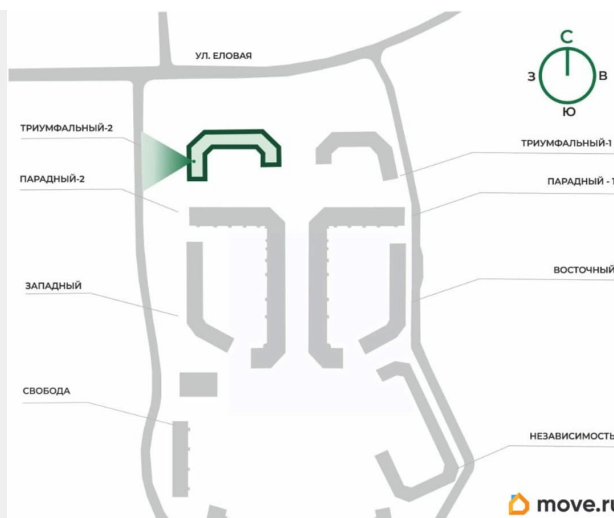 УЛ. ЕЛОВАЯ
С
З
В
Ю
ТРИУМФАЛЬНЫЙ-2
ТРИУМФАЛЬНЫЙ-1
ПАРАДНЫЙ-2
ПАРАДНЫЙ - 1
ЗАПАДНЫЙ
ВОСТОЧНЫЙ
СВОБОДА
НЕЗАВИСИМОСТЬ
move.ru